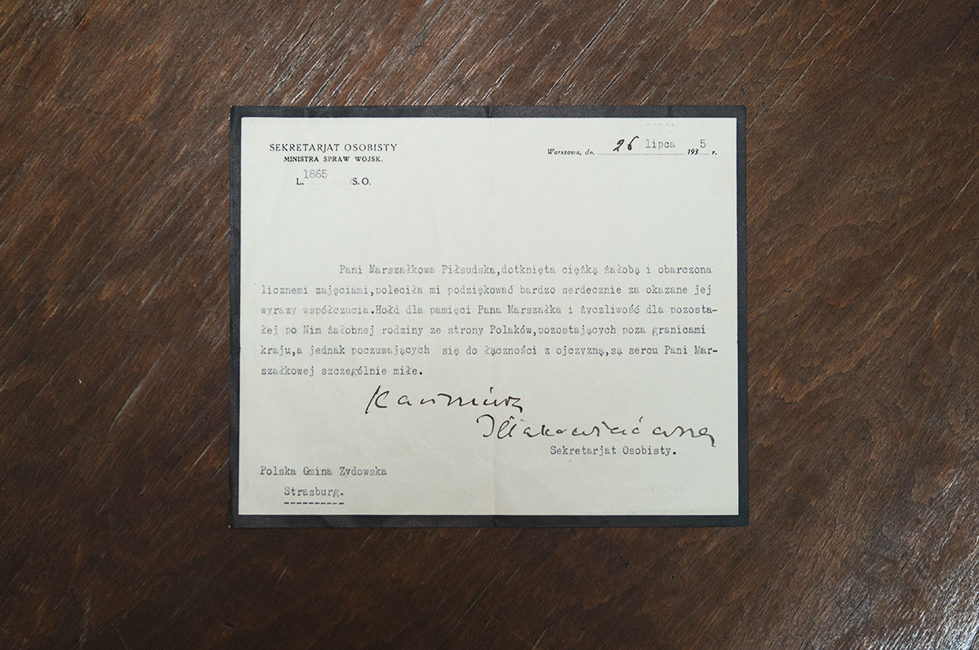 SEKRETARJAT OSOBISTY
MINISTRA SPRAW WOJSK.
L. 1865 /S. O.
Warszawa, dn. 26 lipca 1935 r.
Pani Marszałkowa Piłsudska,dotknięta ciężką żałobą i obarczona
licznemi zajęciami,poleciła mi podziękować bardzo serdecznie za okazane jej
wyrazy współczucia.Hołd dla pamięci Pana Marszałka i życzliwość dla pozosta-
łej po Nim żałobnej rodziny ze strony Polaków,pozostających poza granicami
kraju,a jednak poczuwających się do łączności z ojczyzną,są sercu Pani Mar-
szałkowej szczególnie miłe.
Iłłakowiczówna
Sekretarjat Osobisty.
Polska Gmina Zydowska
Strasburg.